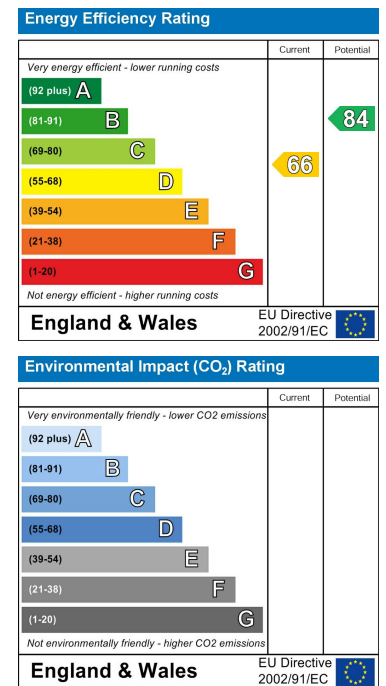 Energy Efficiency Rating
Current Potential
Very energy efficient - lower running costs
(92 plus) A
(81-91) B
84
(69-80) C
66
(55-68) D
(39-54) E
(21-38) F
(1-20) G
Not energy efficient - higher running costs
England & Wales
EU Directive
2002/91/EC
Environmental Impact (CO₂) Rating
Current Potential
Very environmentally friendly - lower CO2 emissions
(92 plus) A
(81-91) B
(69-80) C
(55-68) D
(39-54) E
(21-38) F
(1-20) G
Not environmentally friendly - higher CO2 emissions
England & Wales
EU Directive
2002/91/EC